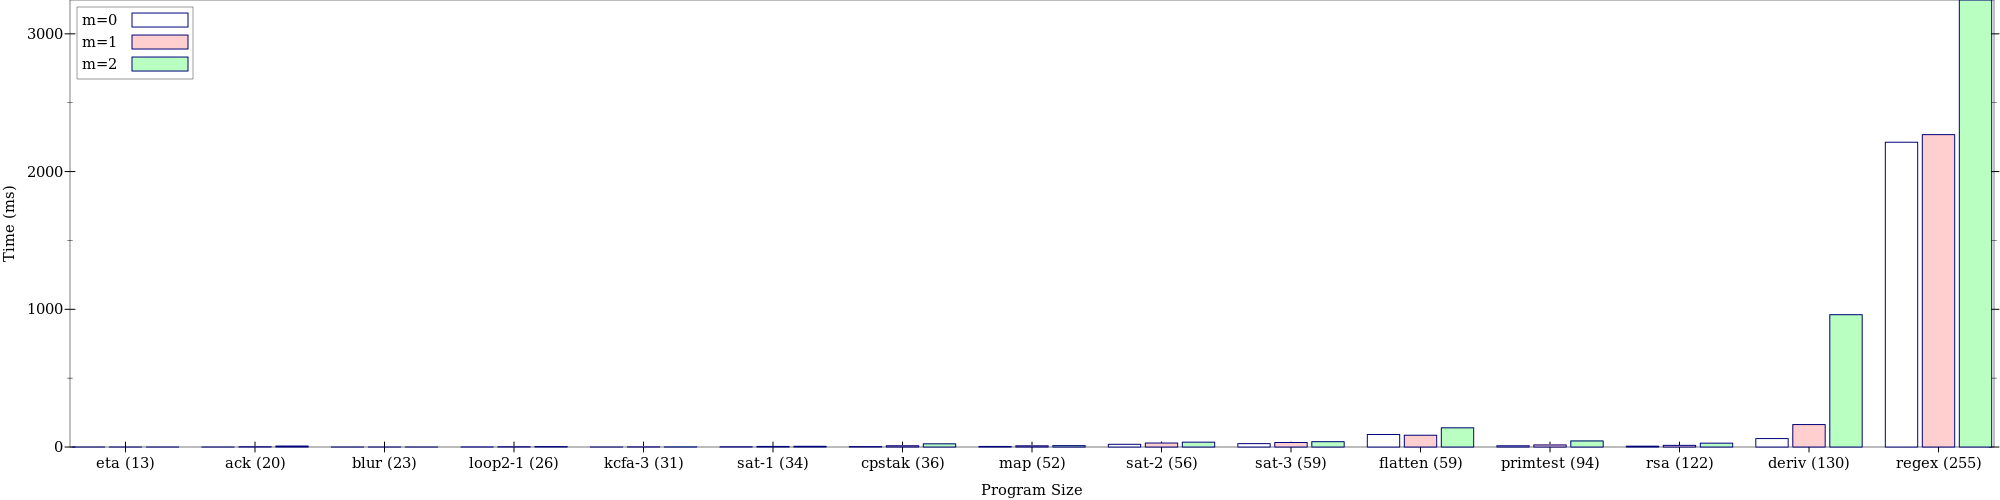 m=0
m=1
m=2
3000
2000
1000
0
Time (ms)
eta (13) ack (20) blur (23) loop2-1 (26) kcfa-3 (31) sat-1 (34) cpstak (36) map (52) sat-2 (56) sat-3 (59) flatten (59) primtest (94) rsa (122) deriv (130) regex (255)
Program Size